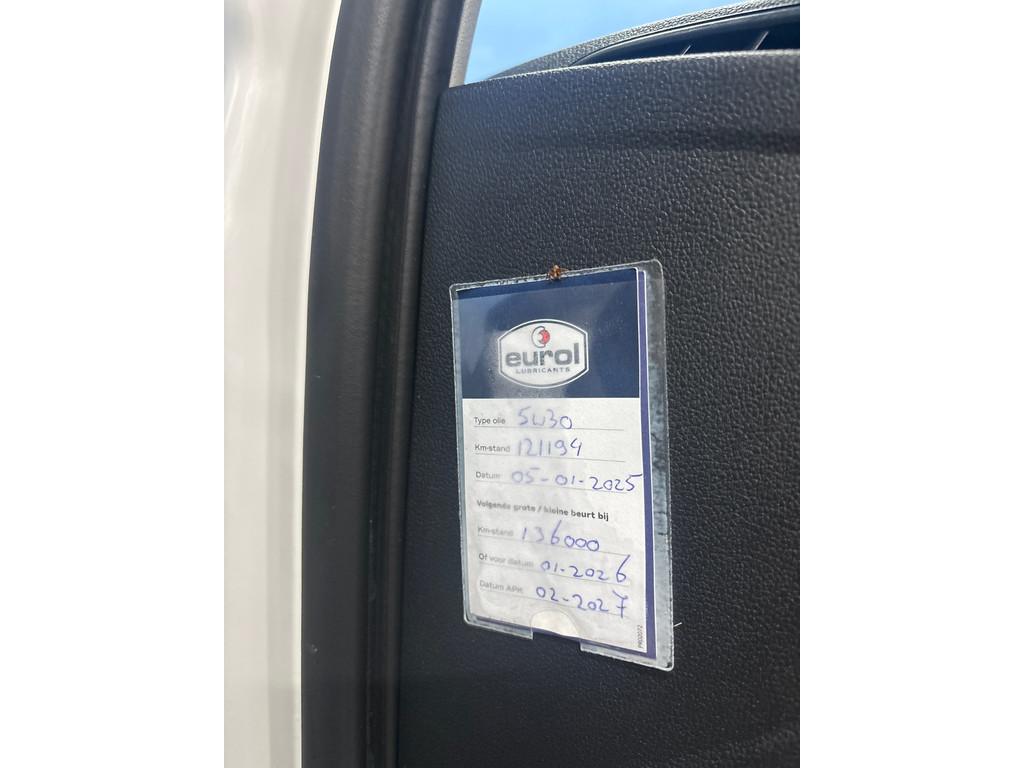 eurol
LUBRICANTS
Type olie 5W30
Km-stand 121194
Datum 05-01-2025
Volgende grote / kleine beurt bij
Km-stand 136000
Of voor datum 01-2026
Datum APK 02-2027
PR02072